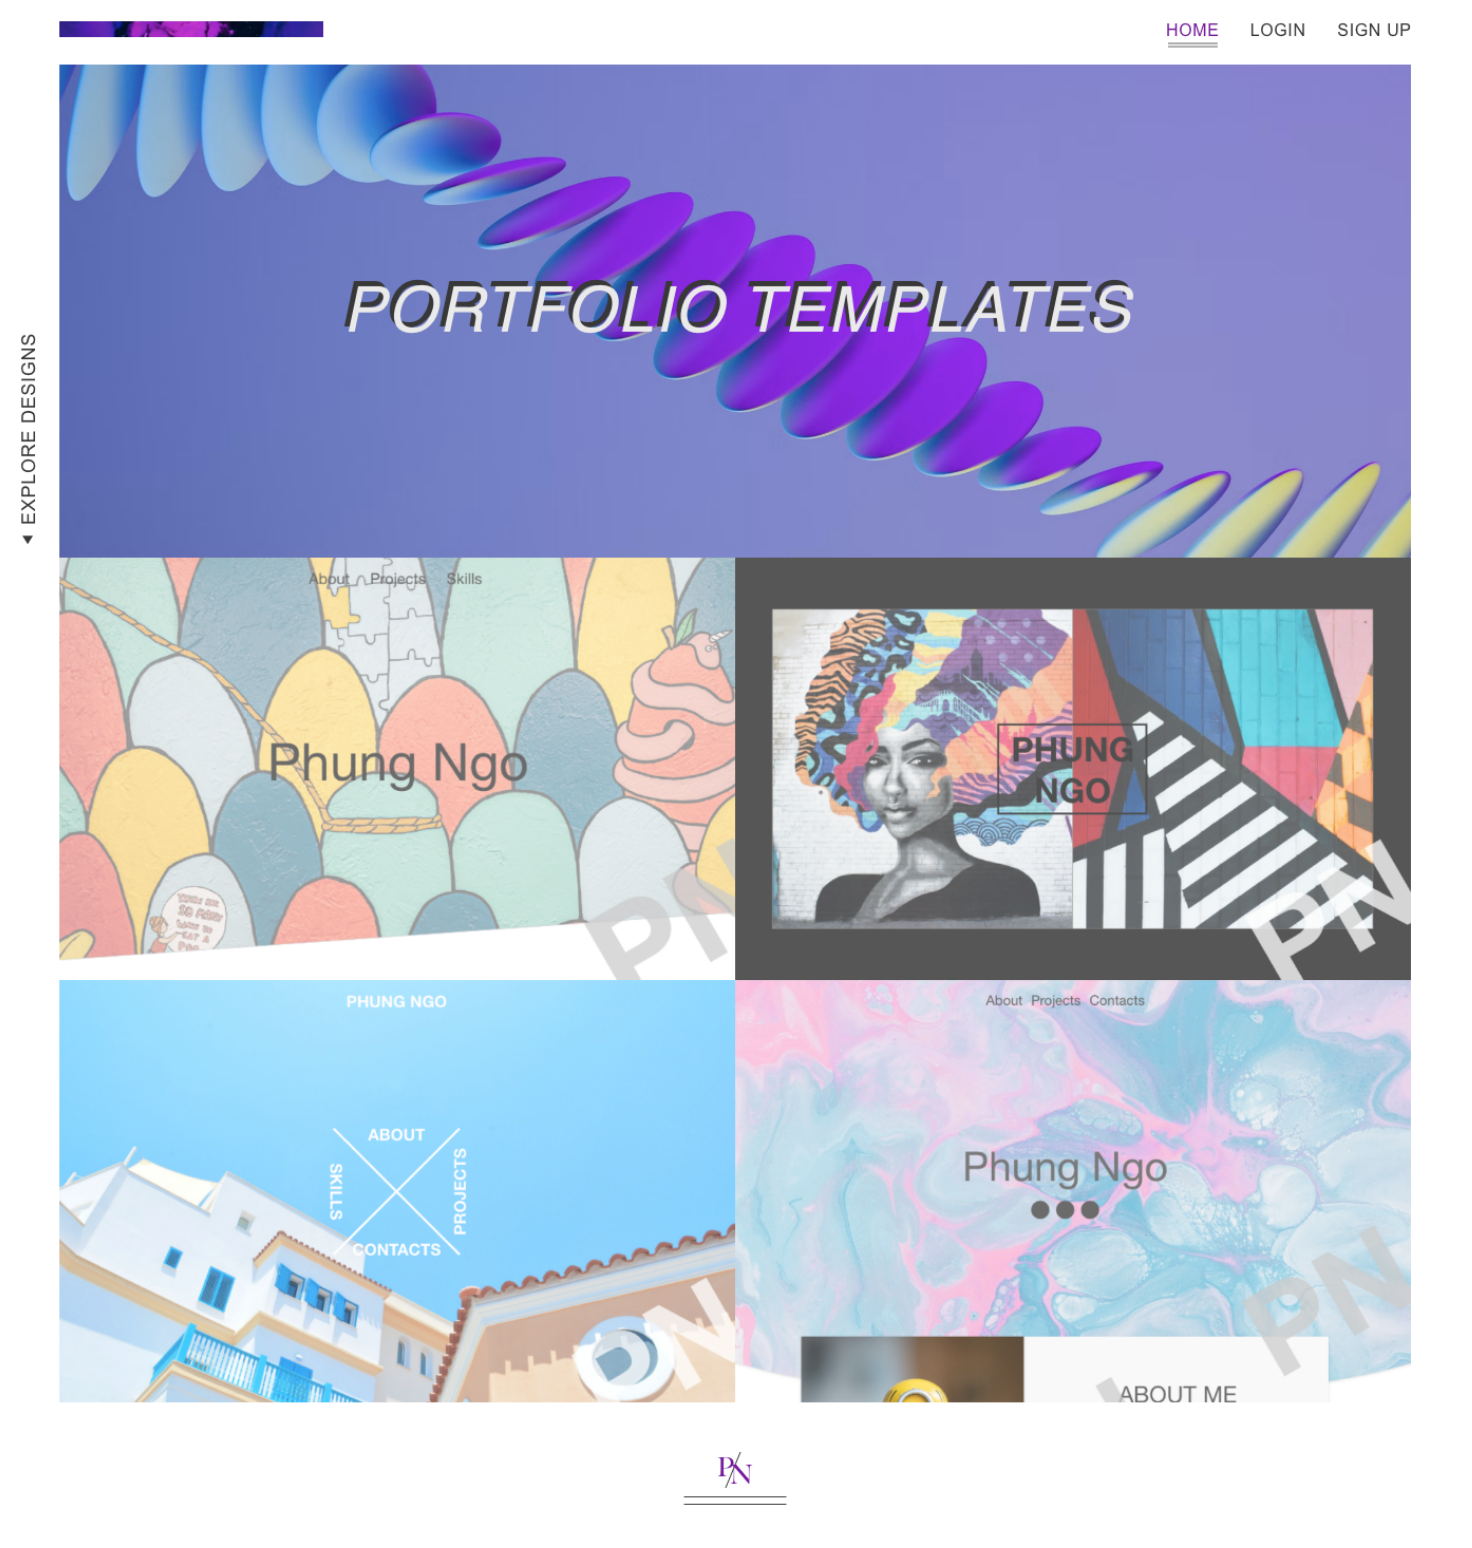 HOME LOGIN SIGN UP
EXPLORE DESIGNS
PORTFOLIO TEMPLATES
About Projects Skills
Phung Ngo
PN
PHUNG
NGO
PN
PHUNG NGO
ABOUT
SKILLS
PROJECTS
CONTACTS
PN
About Projects Contacts
Phung Ngo
PN
ABOUT ME
P/N